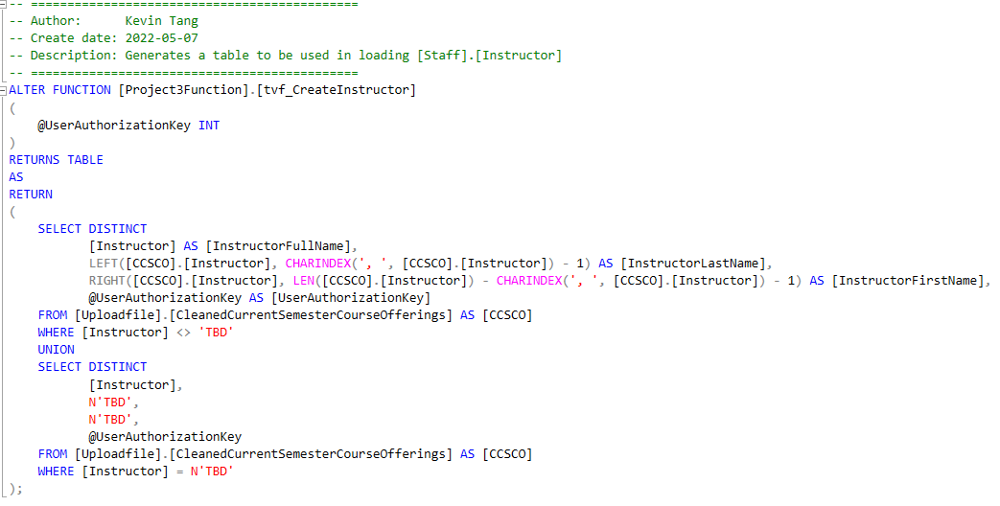 -- =============================================
-- Author:      Kevin Tang
-- Create date: 2022-05-07
-- Description: Generates a table to be used in loading [Staff].[Instructor]
-- =============================================
ALTER FUNCTION [Project3Function].[tvf_CreateInstructor]
(
    @UserAuthorizationKey INT
)
RETURNS TABLE
AS
RETURN
(
    SELECT DISTINCT
           [Instructor] AS [InstructorFullName],
           LEFT([CCSCO].[Instructor], CHARINDEX(', ', [CCSCO].[Instructor]) - 1) AS [InstructorLastName],
           RIGHT([CCSCO].[Instructor], LEN([CCSCO].[Instructor]) - CHARINDEX(', ', [CCSCO].[Instructor]) - 1) AS [InstructorFirstName],
           @UserAuthorizationKey AS [UserAuthorizationKey]
    FROM [Uploadfile].[CleanedCurrentSemesterCourseOfferings] AS [CCSCO]
    WHERE [Instructor] <> 'TBD'
    UNION
    SELECT DISTINCT
           [Instructor],
           N'TBD',
           N'TBD',
           @UserAuthorizationKey
    FROM [Uploadfile].[CleanedCurrentSemesterCourseOfferings] AS [CCSCO]
    WHERE [Instructor] = N'TBD'
);